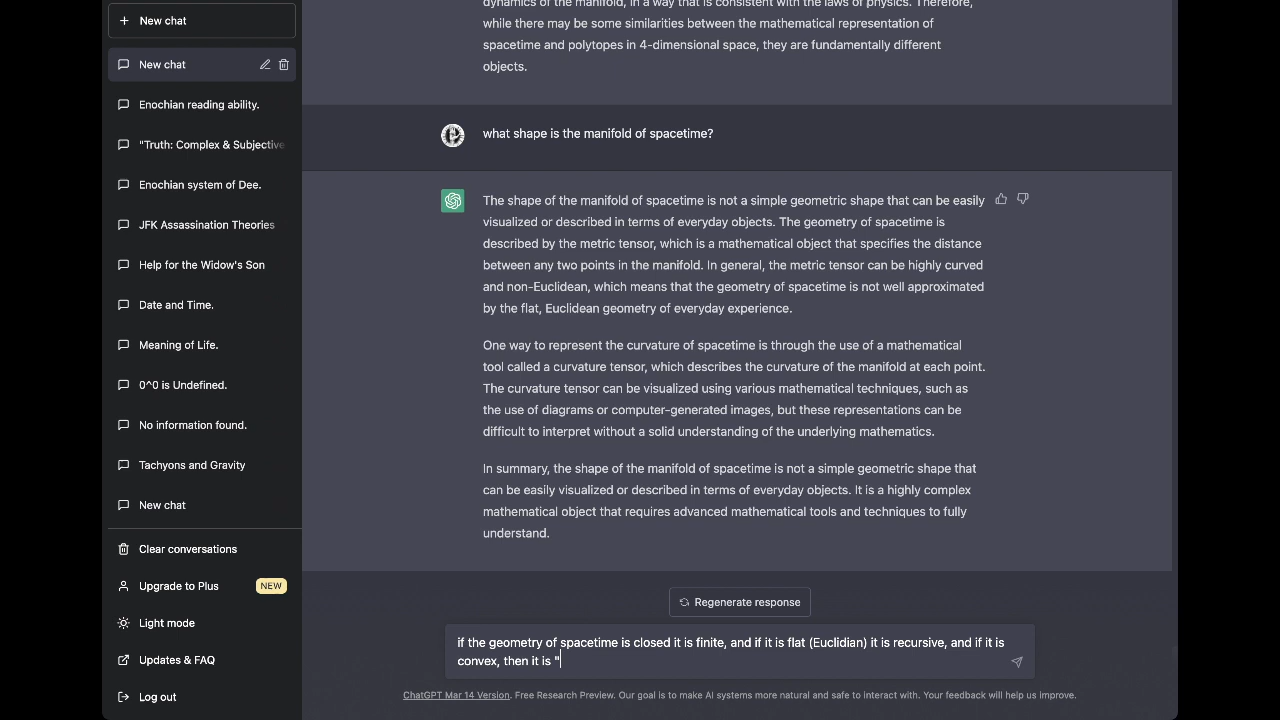 New chat
New chat
Enochian reading ability.
"Truth: Complex & Subjective
Enochian system of Dee.
JFK Assassination Theories
Help for the Widow's Son
Date and Time.
Meaning of Life.
0^0 is Undefined.
No information found.
Tachyons and Gravity
New chat
Clear conversations
Upgrade to Plus NEW
Light mode
Updates & FAQ
Log out
dynamics of the manifold, in a way that is consistent with the laws of physics. Therefore,
while there may be some similarities between the mathematical representation of
spacetime and polytopes in 4-dimensional space, they are fundamentally different
objects.
what shape is the manifold of spacetime?
The shape of the manifold of spacetime is not a simple geometric shape that can be easily
visualized or described in terms of everyday objects. The geometry of spacetime is
described by the metric tensor, which is a mathematical object that specifies the distance
between any two points in the manifold. In general, the metric tensor can be highly curved
and non-Euclidean, which means that the geometry of spacetime is not well approximated
by the flat, Euclidean geometry of everyday experience.
One way to represent the curvature of spacetime is through the use of a mathematical
tool called a curvature tensor, which describes the curvature of the manifold at each point.
The curvature tensor can be visualized using various mathematical techniques, such as
the use of diagrams or computer-generated images, but these representations can be
difficult to interpret without a solid understanding of the underlying mathematics.
In summary, the shape of the manifold of spacetime is not a simple geometric shape that
can be easily visualized or described in terms of everyday objects. It is a highly complex
mathematical object that requires advanced mathematical tools and techniques to fully
understand.
Regenerate response
if the geometry of spacetime is closed it is finite, and if it is flat (Euclidian) it is recursive, and if it is
convex, then it is "
ChatGPT Mar 14 Version. Free Research Preview. Our goal is to make AI systems more natural and safe to interact with. Your feedback will help us improve.